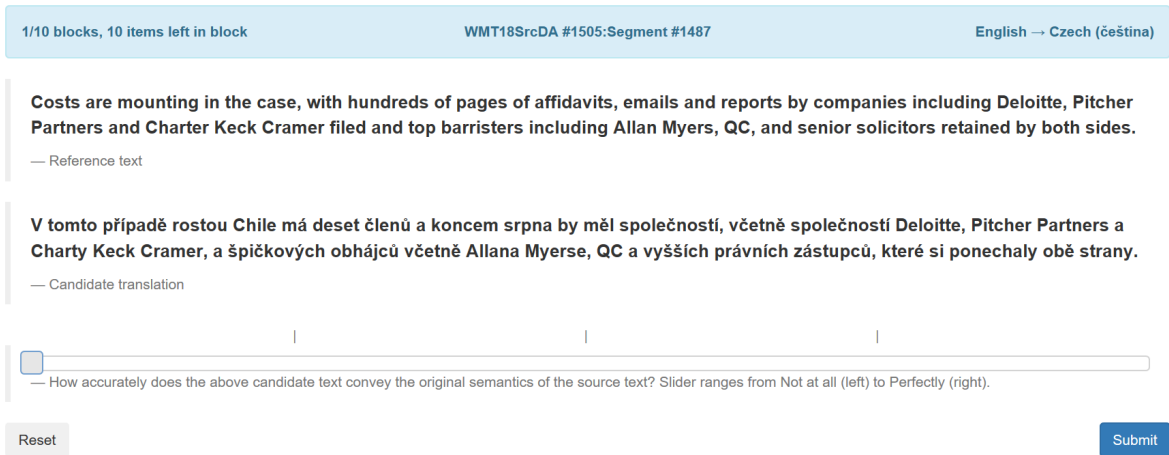 1/10 blocks, 10 items left in block WMT18SrcDA #1505:Segment #1487 English → Czech (čeština)
Costs are mounting in the case, with hundreds of pages of affidavits, emails and reports by companies including Deloitte, Pitcher
Partners and Charter Keck Cramer filed and top barristers including Allan Myers, QC, and senior solicitors retained by both sides.
— Reference text
V tomto případě rostou Chile má deset členů a koncem srpna by měl společností, včetně společností Deloitte, Pitcher Partners a
Charty Keck Cramer, a špičkových obhájců včetně Allana Myerse, QC a vyšších právních zástupců, které si ponechaly obě strany.
— Candidate translation
— How accurately does the above candidate text convey the original semantics of the source text? Slider ranges from Not at all (left) to Perfectly (right).
Reset Submit